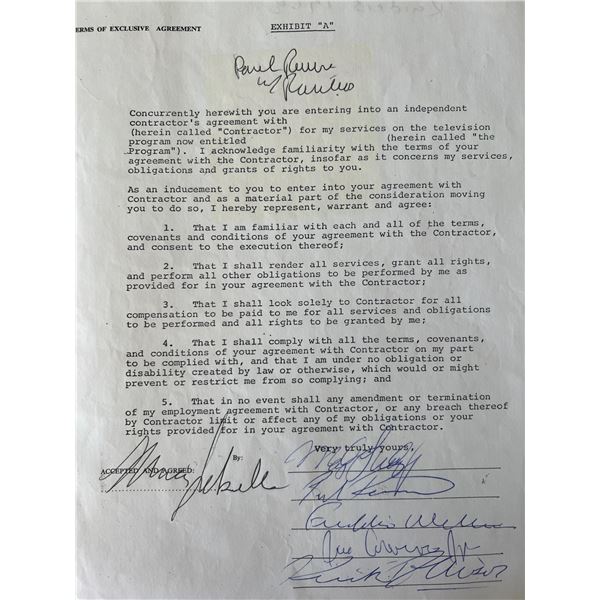 ERMS OF EXCLUSIVE AGREEMENT
EXHIBIT "A"
Paul Revere
w/ Raiders
Concurrently herewith you are entering into an independent
contractor's agreement with
(herein called "Contractor") for my services on the television
program now entitled (herein called "the
Program"). I acknowledge familiarity with the terms of your
agreement with the Contractor, insofar as it concerns my services,
obligations and grants of rights to you.
As an inducement to you to enter into your agreement with
Contractor and as a material part of the consideration moving
you to do so, I hereby represent, warrant and agree:
1. That I am familiar with each and all of the terms,
covenants and conditions of your agreement with the Contractor,
and consent to the execution thereof;
2. That I shall render all services, grant all rights,
and perform all other obligations to be performed by me as
provided for in your agreement with the Contractor;
3. That I shall look solely to Contractor for all
compensation to be paid to me for all services and obligations
to be performed and all rights to be granted by me;
4. That I shall comply with all the terms, covenants,
and conditions of your agreement with Contractor on my part
to be complied with, and that I am under no obligation or
disability created by law or otherwise, which would or might
prevent or restrict me from so complying; and
5. That in no event shall any amendment or termination
of my employment agreement with Contractor, or any breach thereof
by Contractor limit or affect any of my obligations or your
rights provided for in your agreement with Contractor.
Very truly yours,
By:
ACCEPTED AND AGREED:
Freddie Weller
Joe Correro Jr